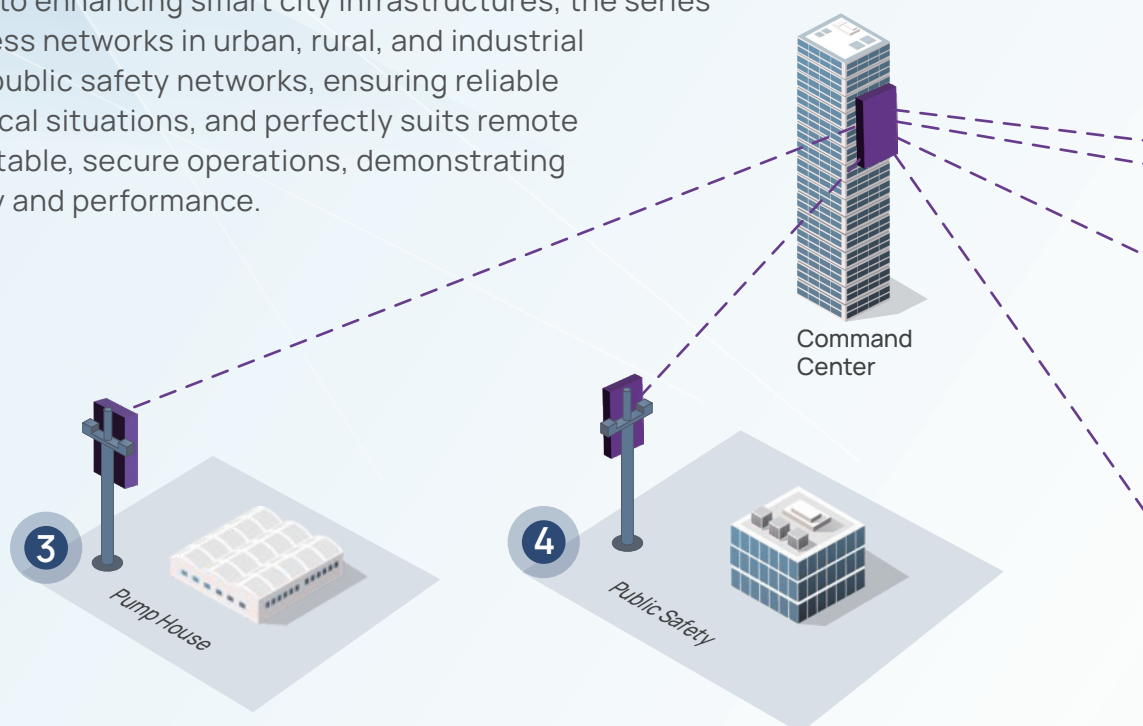 to enhancing smart city infrastructures, the series
ess networks in urban, rural, and industrial
public safety networks, ensuring reliable
cal situations, and perfectly suits remote
table, secure operations, demonstrating
y and performance.
Command
Center
3
Pump House
4
Public Safety